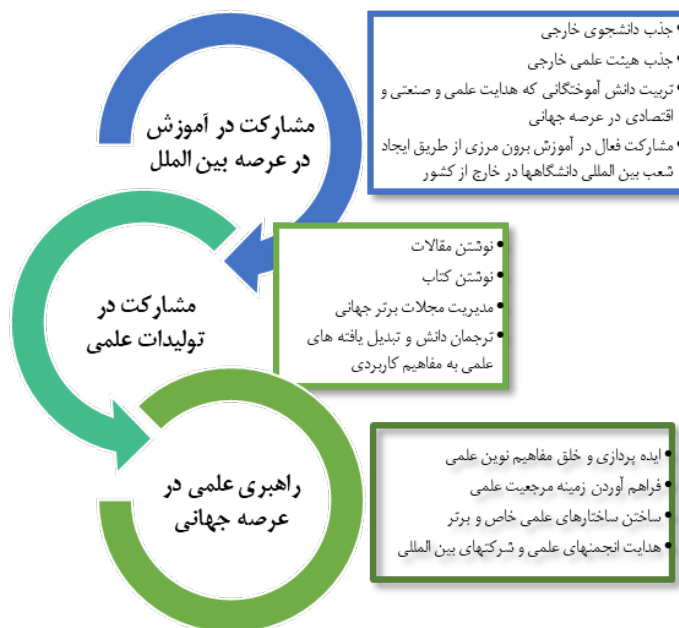 مشارکت در آموزش
در عرصه بین الملل
•جذب دانشجوی خارجی
•جذب هیئت علمی خارجی
•تربیت دانش آموختگانی که هدایت علمی و صنعتی و
اقتصادی در عرصه جهانی
•مشارکت فعال در آموزش برون مرزی از طریق ایجاد
شعب بین المللی دانشگاهها در خارج از کشور
مشارکت در
تولیدات علمی
•نوشتن مقالات
•نوشتن کتاب
•مدیریت مجلات برتر جهانی
•ترجمان دانش و تبدیل یافته های
علمی به مفاهیم کاربردی
راهبری علمی در
عرصه جهانی
•ایده پردازی و خلق مفاهیم نوین علمی
•فراهم آوردن زمینه مرجعیت علمی
•ساختن ساختارهای علمی خاص و برتر
•هدایت انجمنهای علمی و شرکتهای بین المللی